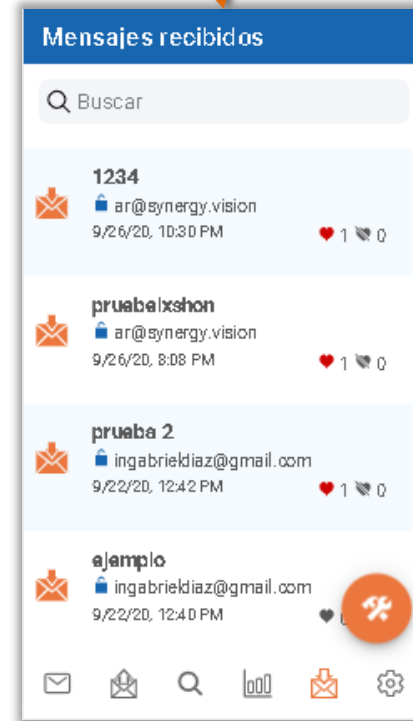 Mensajes recibidos
Buscar
1234
ar@synergy.vision
9/26/20, 10:30 PM
1 0
pruebaIxshon
ar@synergy.vision
9/26/20, 8:08 PM
1 0
prueba 2
ingabrieldiaz@gmail.com
9/22/20, 12:42 PM
1 0
ejemplo
ingabrieldiaz@gmail.com
9/22/20, 12:40 PM